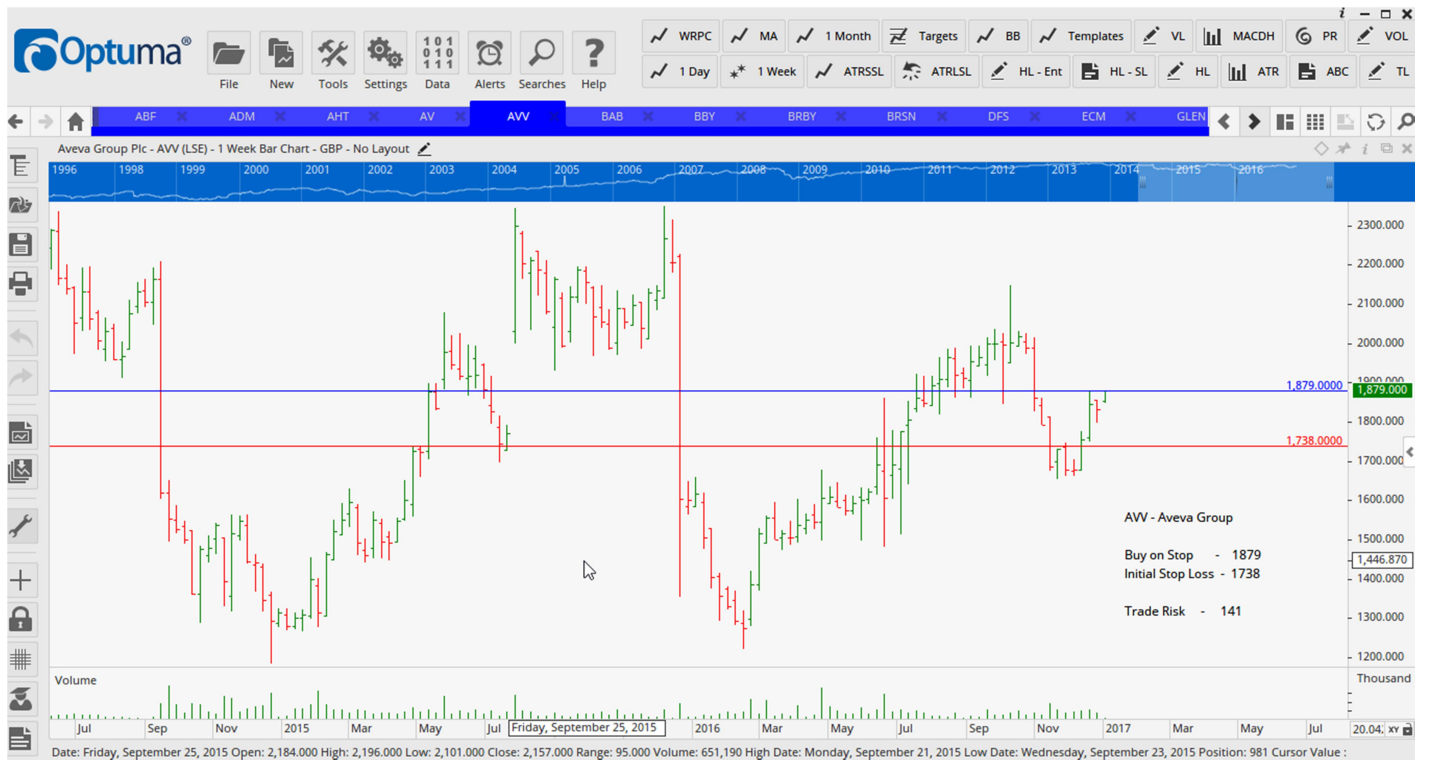 i
Optuma®
File New Tools Settings Data Alerts Searches Help
WRPC MA 1 Month Targets BB Templates VL MACDH PR VOL
1 Day 1 Week ATRSSL ATRLSL HL - Ent HL - SL HL ATR ABC TL
101
010
111
ABF ADM AHT AV AVV BAB BBY BRBY BRSN DFS ECM GLEN
Aveva Group Plc - AVV (LSE) - 1 Week Bar Chart - GBP - No Layout
1996 1998 1999 2000 2001 2002 2003 2004 2005 2006 2007 2008 2009 2010 2011 2012 2013 2014 2015 2016
2300.000
2200.000
2100.000
2000.000
1900.000
1,879.0000 1,879.000
1800.000
1,738.0000
1700.000
1600.000
AVV - Aveva Group
1500.000
Buy on Stop - 1879
1,446.870
Initial Stop Loss - 1738
1400.000
Trade Risk - 141
1300.000
1200.000
Volume Thousand
Jul Sep Nov 2015 Mar May Jul Friday, September 25, 2015 2016 Mar May Jul Sep Nov 2017 Mar May Jul 20.04: XY
Date: Friday, September 25, 2015 Open: 2,184.000 High: 2,196.000 Low: 2,101.000 Close: 2,157.000 Range: 95.000 Volume: 651,190 High Date: Monday, September 21, 2015 Low Date: Wednesday, September 23, 2015 Position: 981 Cursor Value :